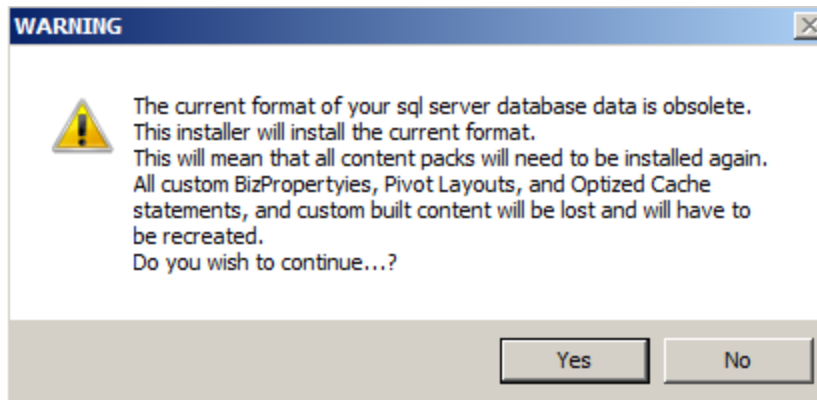 WARNING
The current format of your sql server database data is obsolete.
This installer will install the current format.
This will mean that all content packs will need to be installed again.
All custom BizPropertyies, Pivot Layouts, and Optized Cache
statements, and custom built content will be lost and will have to
be recreated.
Do you wish to continue...?
Yes
No